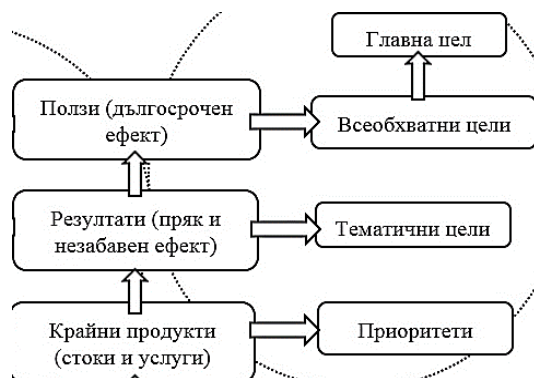 Главна цел
Ползи (дългосрочен
ефект)
Всеобхватни цели
Резултати (пряк и
незабавен ефект)
Тематични цели
Крайни продукти
(стоки и услуги)
Приоритети